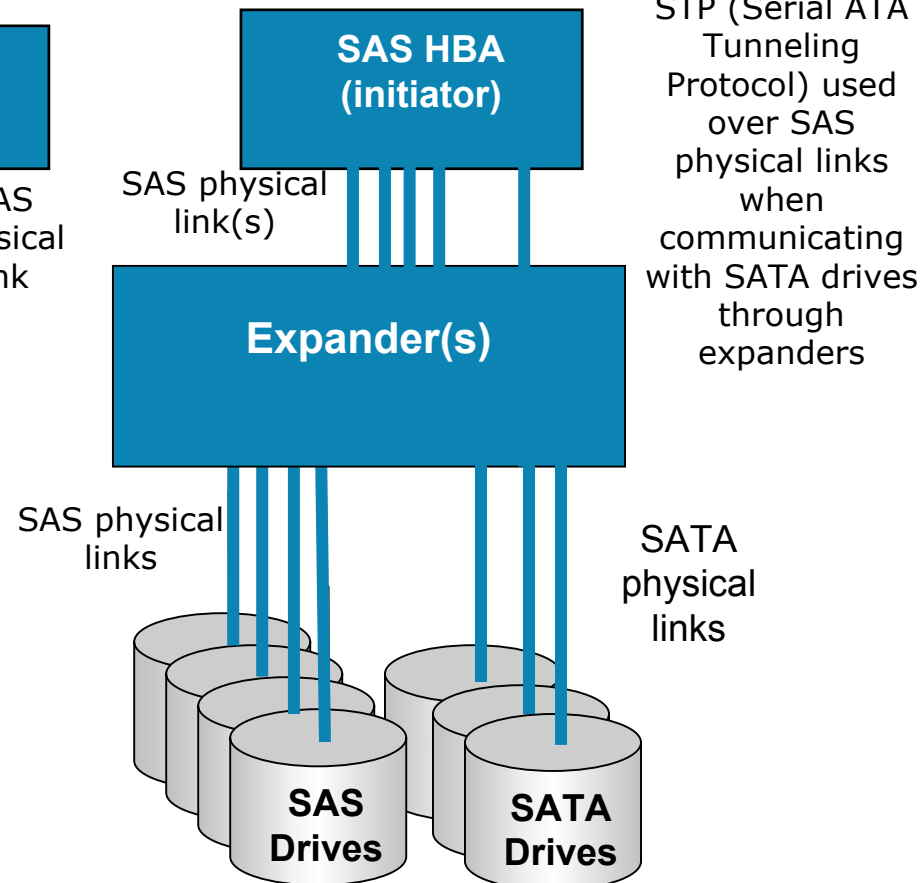 SAS HBA
(initiator)
STP (Serial ATA
Tunneling
Protocol) used
over SAS
physical links
when
communicating
with SATA drives
through
expanders
SAS physical
link(s)
Expander(s)
SAS physical
links
SATA
physical
links
SAS
Drives
SATA
Drives